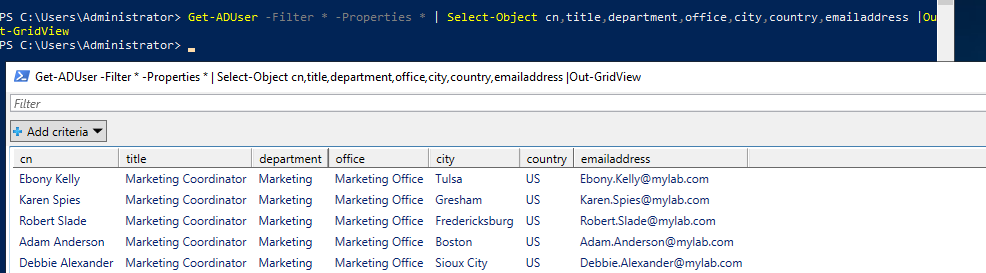 PS C:\Users\Administrator> Get-ADUser -Filter * -Properties * | Select-Object cn,title,department,office,city,country,emailaddress |Ou
t-GridView
PS C:\Users\Administrator>
Get-ADUser -Filter * -Properties * | Select-Object cn,title,department,office,city,country,emailaddress |Out-GridView
Filter
Add criteria
cn title department office city country emailaddress
Ebony Kelly Marketing Coordinator Marketing Marketing Office Tulsa US Ebony.Kelly@mylab.com
Karen Spies Marketing Coordinator Marketing Marketing Office Gresham US Karen.Spies@mylab.com
Robert Slade Marketing Coordinator Marketing Marketing Office Fredericksburg US Robert.Slade@mylab.com
Adam Anderson Marketing Coordinator Marketing Marketing Office Boston US Adam.Anderson@mylab.com
Debbie Alexander Marketing Coordinator Marketing Marketing Office Sioux City US Debbie.Alexander@mylab.com